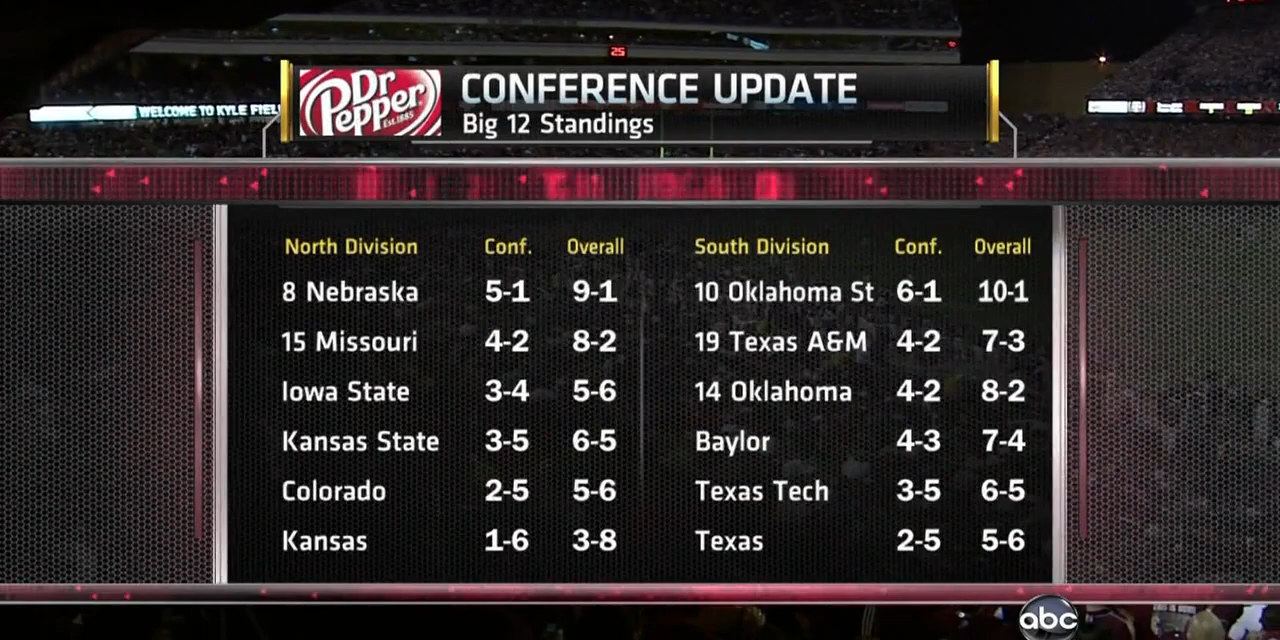 25
Dr Pepper Est.1885
CONFERENCE UPDATE
Big 12 Standings
WELCOME TO KYLE FIEL
North Division Conf. Overall South Division Conf. Overall
8 Nebraska 5-1 9-1 10 Oklahoma St 6-1 10-1
15 Missouri 4-2 8-2 19 Texas A&M 4-2 7-3
Iowa State 3-4 5-6 14 Oklahoma 4-2 8-2
Kansas State 3-5 6-5 Baylor 4-3 7-4
Colorado 2-5 5-6 Texas Tech 3-5 6-5
Kansas 1-6 3-8 Texas 2-5 5-6
abc